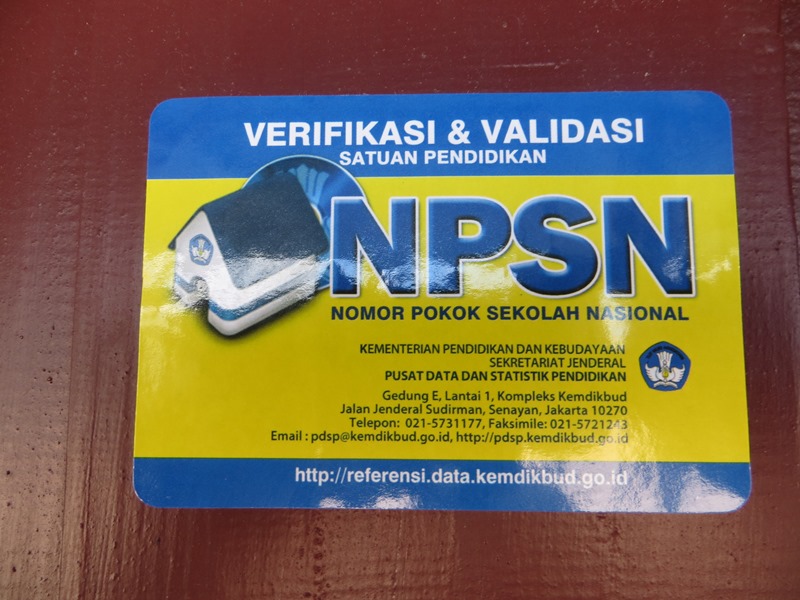 VERIFIKASI & VALIDASI
SATUAN PENDIDIKAN
NPSN
NOMOR POKOK SEKOLAH NASIONAL
KEMENTERIAN PENDIDIKAN DAN KEBUDAYAAN
SEKRETARIAT JENDERAL
PUSAT DATA DAN STATISTIK PENDIDIKAN
Gedung E, Lantai 1, Kompleks Kemdikbud
Jalan Jenderal Sudirman, Senayan, Jakarta 10270
Telepon: 021-5731177, Faksimile: 021-5721243
Email : pdsp@kemdikbud.go.id, http://pdsp.kemdikbud.go.id
http://referensi.data.kemdikbud.go.id